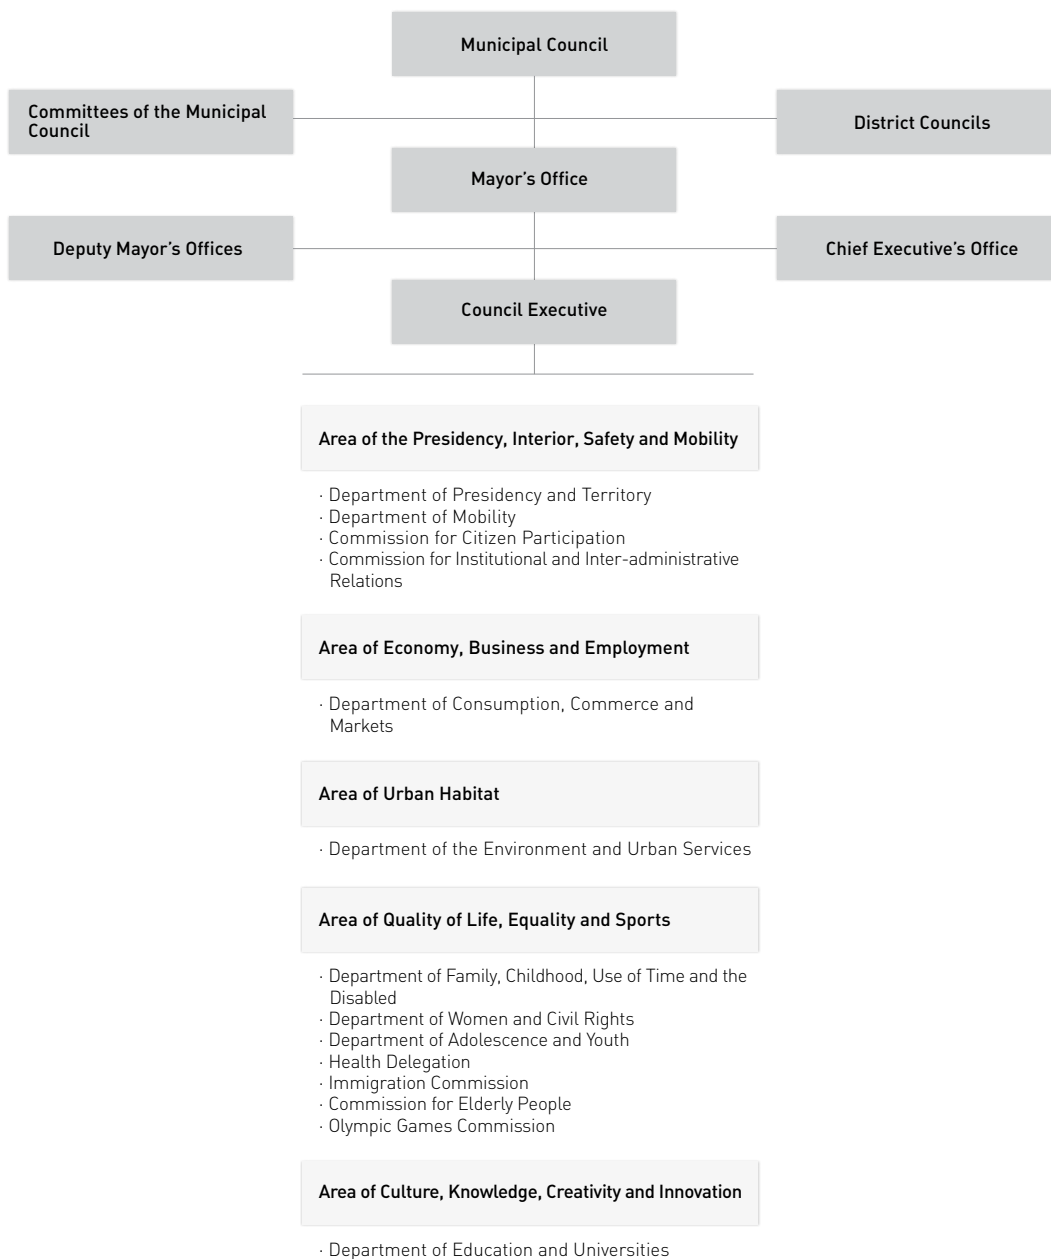 Municipal Council
Committees of the Municipal
Council
District Councils
Mayor's Office
Deputy Mayor's Offices
Chief Executive's Office
Council Executive
Area of the Presidency, Interior, Safety and Mobility
· Department of Presidency and Territory
· Department of Mobility
· Commission for Citizen Participation
· Commission for Institutional and Inter-administrative
Relations
Area of Economy, Business and Employment
· Department of Consumption, Commerce and
Markets
Area of Urban Habitat
· Department of the Environment and Urban Services
Area of Quality of Life, Equality and Sports
· Department of Family, Childhood, Use of Time and the
Disabled
· Department of Women and Civil Rights
· Department of Adolescence and Youth
· Health Delegation
· Immigration Commission
· Commission for Elderly People
· Olympic Games Commission
Area of Culture, Knowledge, Creativity and Innovation
· Department of Education and Universities